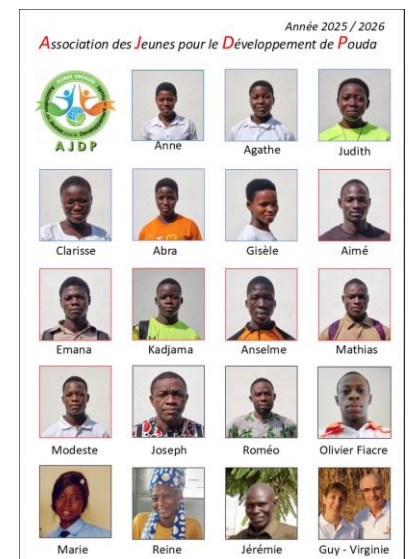 Année 2025 / 2026
Association des Jeunes pour le Développement de Pouda
AJDP
Anne
Agathe
Judith
Clarisse
Abra
Gisèle
Aimé
Emana
Kadjama
Anselme
Mathias
Modeste
Joseph
Roméo
Olivier Fiacre
Marie
Reine
Jérémie
Guy - Virginie